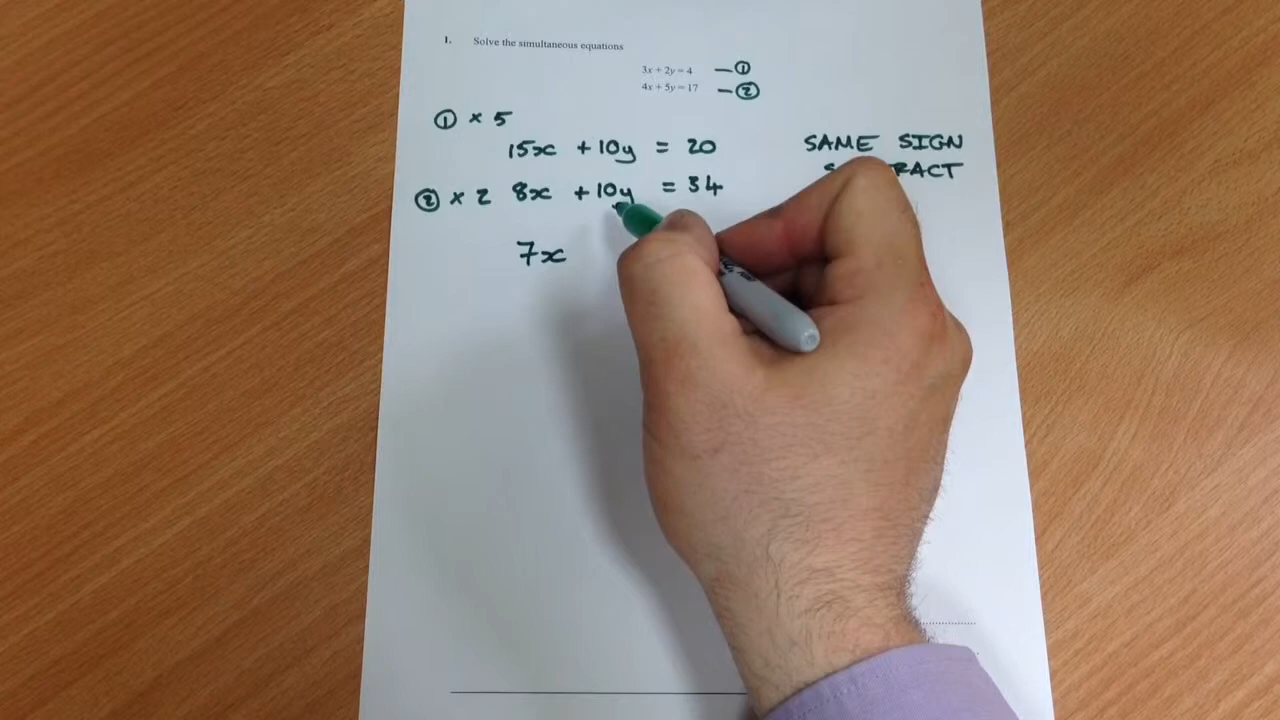 1. Solve the simultaneous equations
3x + 2y = 4 — ①
4x + 5y = 17 — ②
① × 5
15x + 10y = 20
SAME SIGN
② × 2 8x + 10y = 34
7x